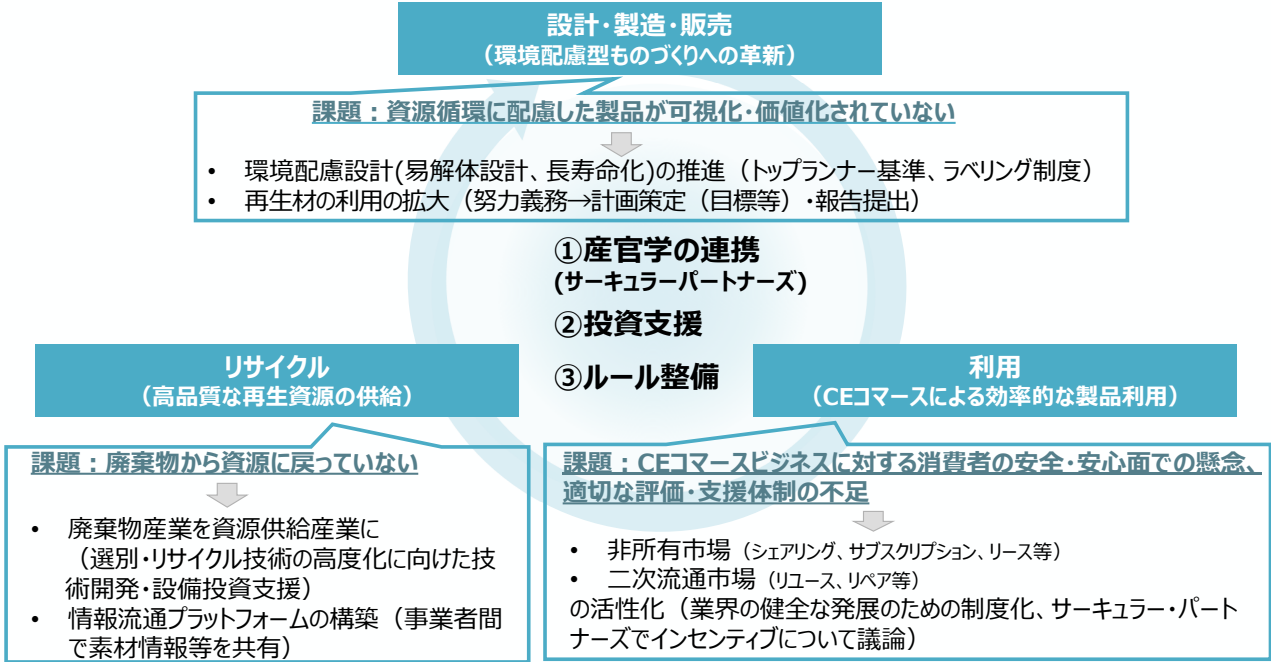 設計・製造・販売
（環境配慮型ものづくりへの革新）
課題：資源循環に配慮した製品が可視化・価値化されていない
• 環境配慮設計(易解体設計、長寿命化)の推進（トップランナー基準、ラベリング制度）
• 再生材の利用の拡大（努力義務→計画策定（目標等）・報告提出）
①産官学の連携
(サーキュラーパートナーズ)
②投資支援
③ルール整備
リサイクル
（高品質な再生資源の供給）
課題：廃棄物から資源に戻っていない
• 廃棄物産業を資源供給産業に
（選別・リサイクル技術の高度化に向けた技
術開発・設備投資支援）
• 情報流通プラットフォームの構築（事業者間
で素材情報等を共有）
利用
（CEコマースによる効率的な製品利用）
課題：CEコマースビジネスに対する消費者の安全・安心面での懸念、
適切な評価・支援体制の不足
• 非所有市場（シェアリング、サブスクリプション、リース等）
• 二次流通市場（リユース、リペア等）
の活性化（業界の健全な発展のための制度化、サーキュラー・パート
ナーズでインセンティブについて議論）